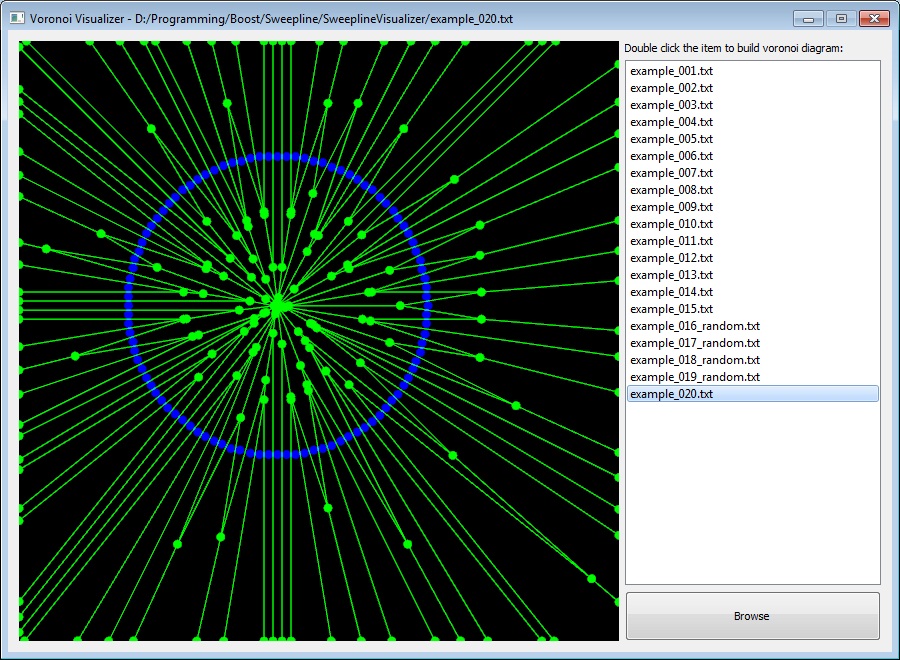 Voronoi Visualizer - D:/Programming/Boost/Sweepline/SweeplineVisualizer/example_020.txt
Double click the item to build voronoi diagram:
example_001.txt
example_002.txt
example_003.txt
example_004.txt
example_005.txt
example_006.txt
example_007.txt
example_008.txt
example_009.txt
example_010.txt
example_011.txt
example_012.txt
example_013.txt
example_014.txt
example_015.txt
example_016_random.txt
example_017_random.txt
example_018_random.txt
example_019_random.txt
example_020.txt
Browse